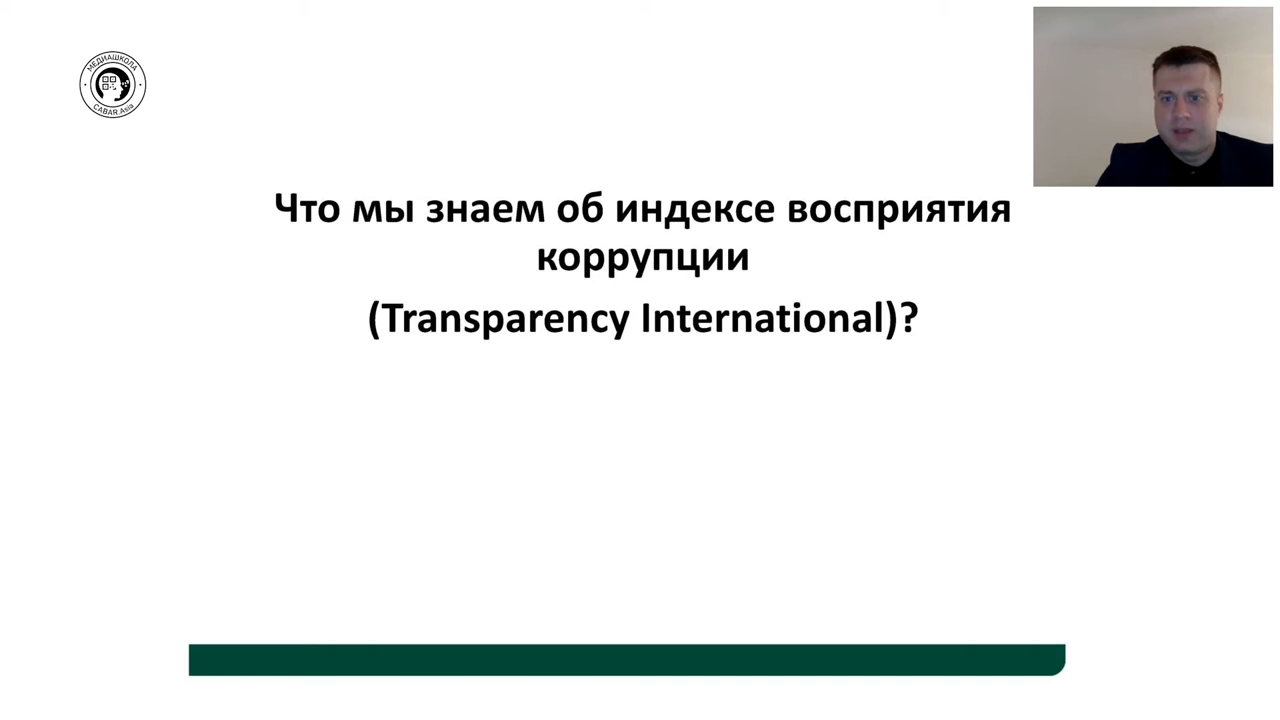 МЕДИАШКОЛА
CABAR.Asia
Что мы знаем об индексе восприятия
коррупции
(Transparency International)?